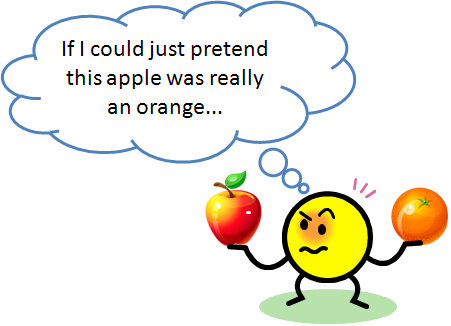 If I could just pretend
this apple was really
an orange...